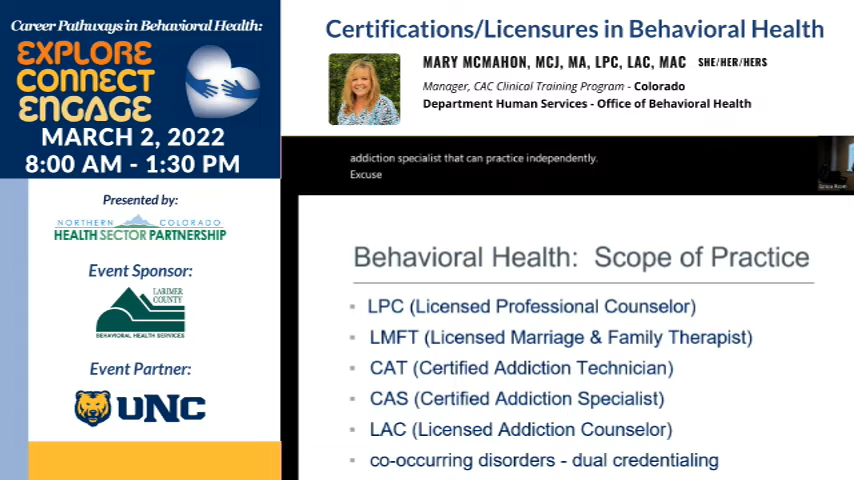 Career Pathways in Behavioral Health:
EXPLORE
CONNECT
ENGAGE
MARCH 2, 2022
8:00 AM - 1:30 PM
Presented by:
NORTHERN COLORADO
HEALTH SECTOR PARTNERSHIP
Event Sponsor:
LARIMER
COUNTY
BEHAVIORAL HEALTH SERVICES
Event Partner:
UNC
Certifications/Licensures in Behavioral Health
MARY MCMAHON, MCJ, MA, LPC, LAC, MAC SHE/HER/HERS
Manager, CAC Clinical Training Program - Colorado
Department Human Services - Office of Behavioral Health
addiction specialist that can practice independently.
Excuse
Behavioral Health: Scope of Practice
LPC (Licensed Professional Counselor)
LMFT (Licensed Marriage & Family Therapist)
CAT (Certified Addiction Technician)
CAS (Certified Addiction Specialist)
LAC (Licensed Addiction Counselor)
co-occurring disorders - dual credentialing